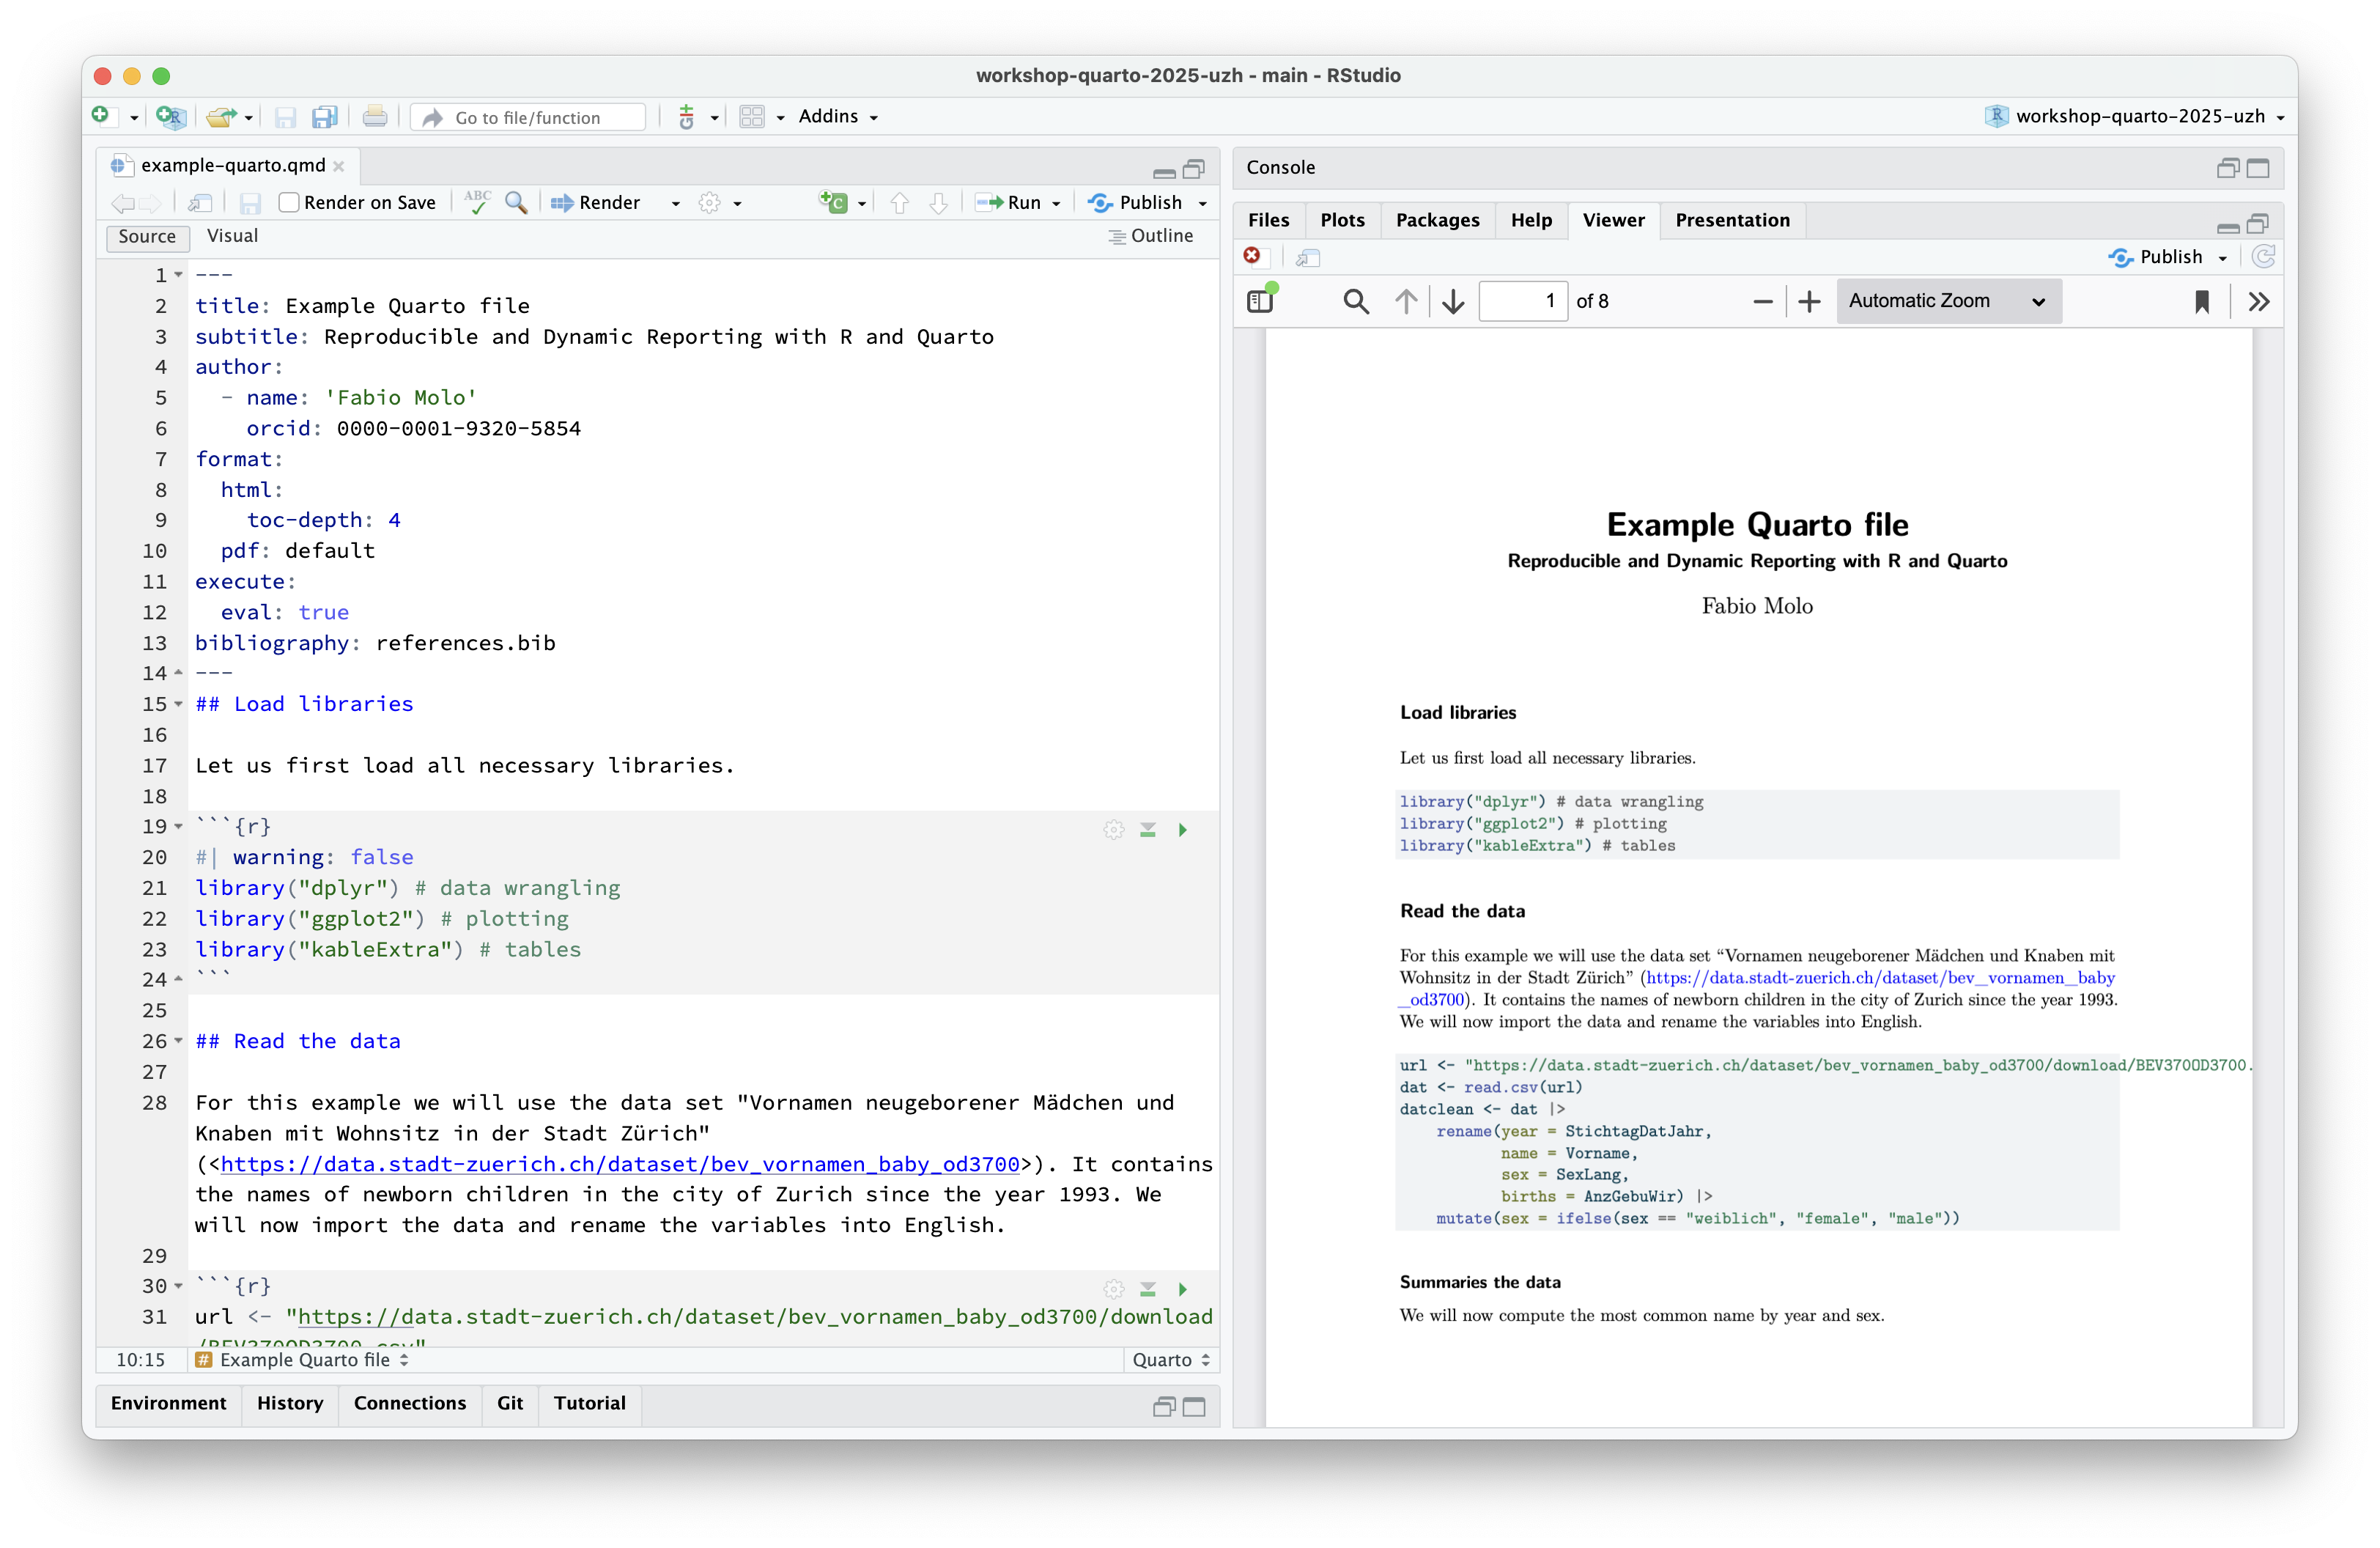 workshop-quarto-2025-uzh - main - RStudio
Go to file/function
Addins
workshop-quarto-2025-uzh
example-quarto.qmd
Render on Save
ABC
Render
Run
Publish
Source
Visual
Outline
1 ---
2 title: Example Quarto file
3 subtitle: Reproducible and Dynamic Reporting with R and Quarto
4 author:
5   - name: 'Fabio Molo'
6     orcid: 0000-0001-9320-5854
7 format:
8   html:
9     toc-depth: 4
10   pdf: default
11 execute:
12   eval: true
13 bibliography: references.bib
14 ---
15 ## Load libraries
16
17 Let us first load all necessary libraries.
18
19 ```{r}
20 #| warning: false
21 library("dplyr") # data wrangling
22 library("ggplot2") # plotting
23 library("kableExtra") # tables
24 ```
25
26 ## Read the data
27
28 For this example we will use the data set "Vornamen neugeborener Mädchen und
Knaben mit Wohnsitz in der Stadt Zürich"
(<https://data.stadt-zuerich.ch/dataset/bev_vornamen_baby_od3700>). It contains
the names of newborn children in the city of Zurich since the year 1993. We
will now import the data and rename the variables into English.
29
30 ```{r}
31 url <- "https://data.stadt-zuerich.ch/dataset/bev_vornamen_baby_od3700/download
/BEV370OD3700.csv"
10:15
Example Quarto file
Quarto
Environment
History
Connections
Git
Tutorial
Console
Files
Plots
Packages
Help
Viewer
Presentation
Publish
1 of 8
Automatic Zoom
Example Quarto file
Reproducible and Dynamic Reporting with R and Quarto
Fabio Molo
Load libraries
Let us first load all necessary libraries.
library("dplyr") # data wrangling
library("ggplot2") # plotting
library("kableExtra") # tables
Read the data
For this example we will use the data set “Vornamen neugeborener Mädchen und Knaben mit
Wohnsitz in der Stadt Zürich” (https://data.stadt-zuerich.ch/dataset/bev_vornamen_baby
_od3700). It contains the names of newborn children in the city of Zurich since the year 1993.
We will now import the data and rename the variables into English.
url <- "https://data.stadt-zuerich.ch/dataset/bev_vornamen_baby_od3700/download/BEV370OD3700.
dat <- read.csv(url)
datclean <- dat |>
    rename(year = StichtagDatJahr,
           name = Vorname,
           sex = SexLang,
           births = AnzGebuWir) |>
    mutate(sex = ifelse(sex == "weiblich", "female", "male"))
Summaries the data
We will now compute the most common name by year and sex.